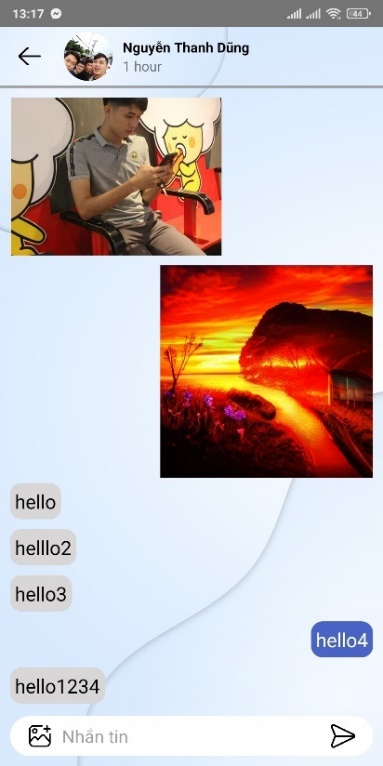 13:17
44
Nguyễn Thanh Dũng
1 hour
hello
helllo2
hello3
hello4
hello1234
Nhắn tin